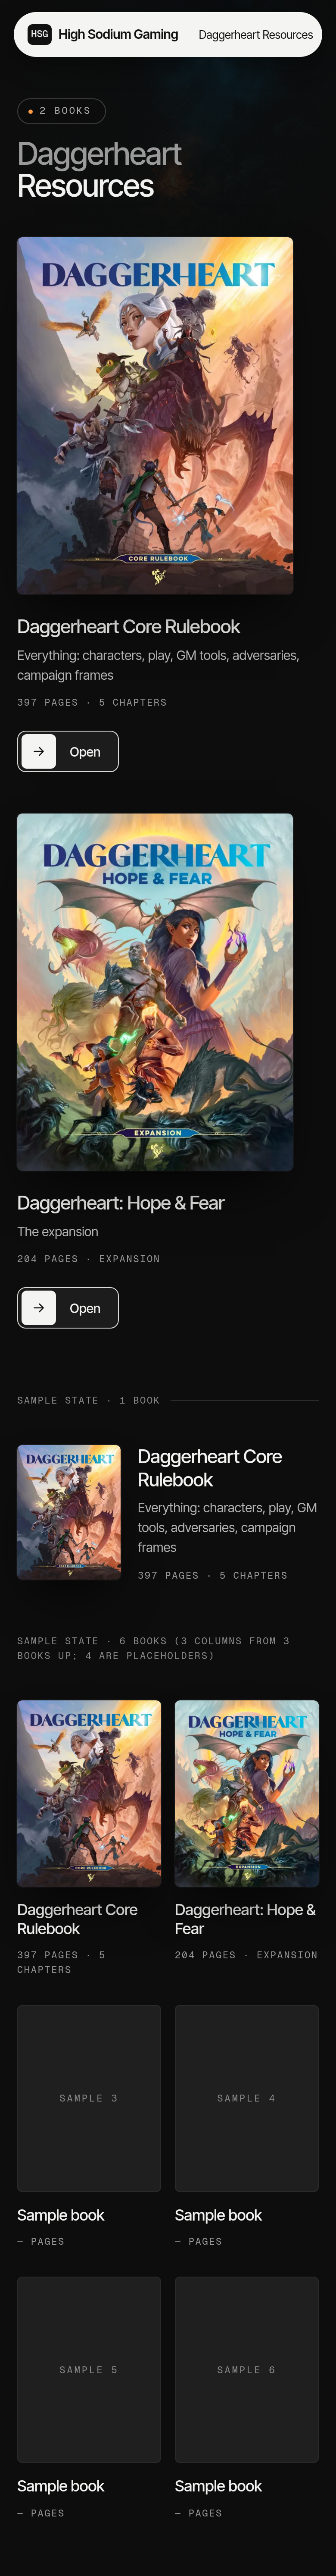 HSG High Sodium Gaming Daggerheart Resources
2 BOOKS
Daggerheart
Resources
DAGGERHEART
CORE RULEBOOK
Daggerheart Core Rulebook
Everything: characters, play, GM tools, adversaries,
campaign frames
397 PAGES · 5 CHAPTERS
→ Open
DAGGERHEART
HOPE & FEAR
EXPANSION
Daggerheart: Hope & Fear
The expansion
204 PAGES · EXPANSION
→ Open
SAMPLE STATE · 1 BOOK
DAGGERHEART
CORE RULEBOOK
Daggerheart Core
Rulebook
Everything: characters, play, GM
tools, adversaries, campaign
frames
397 PAGES · 5 CHAPTERS
SAMPLE STATE · 6 BOOKS (3 COLUMNS FROM 3
BOOKS UP; 4 ARE PLACEHOLDERS)
DAGGERHEART
CORE RULEBOOK
Daggerheart Core
Rulebook
397 PAGES · 5
CHAPTERS
DAGGERHEART
HOPE & FEAR
EXPANSION
Daggerheart: Hope &
Fear
204 PAGES · EXPANSION
SAMPLE 3
Sample book
— PAGES
SAMPLE 4
Sample book
— PAGES
SAMPLE 5
Sample book
— PAGES
SAMPLE 6
Sample book
— PAGES